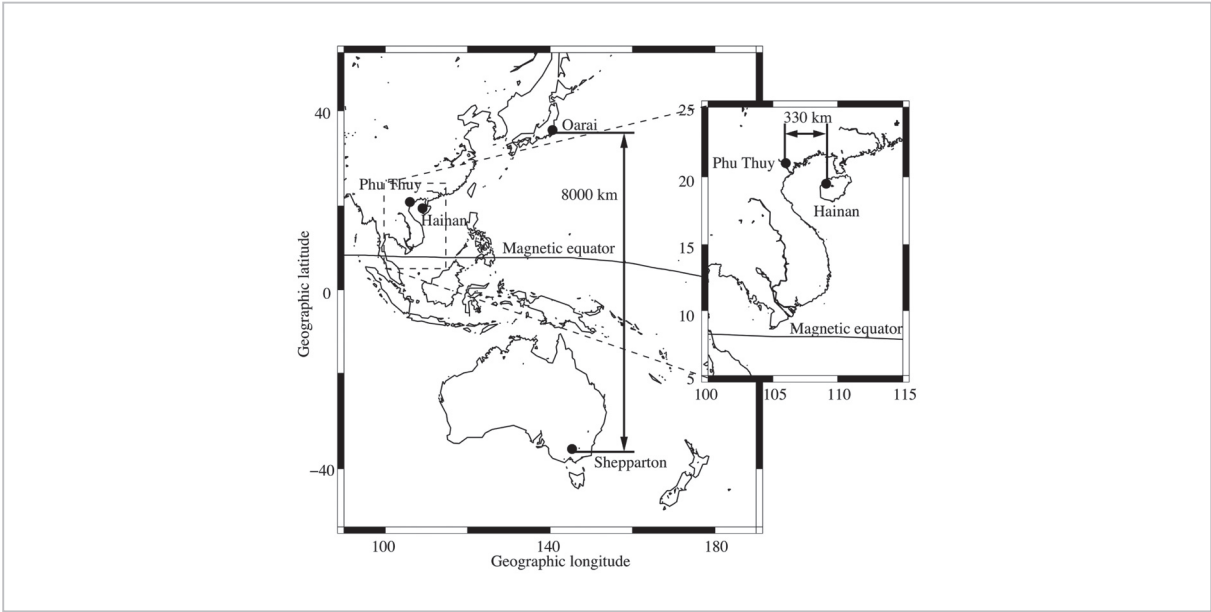 40
0
−40
100
140
180
Geographic latitude
Geographic longitude
Oarai
Phu Thuy
Hainan
8000 km
Magnetic equator
Shepparton
25
20
15
10
5
100
105
110
115
330 km
Phu Thuy
Hainan
Magnetic equator